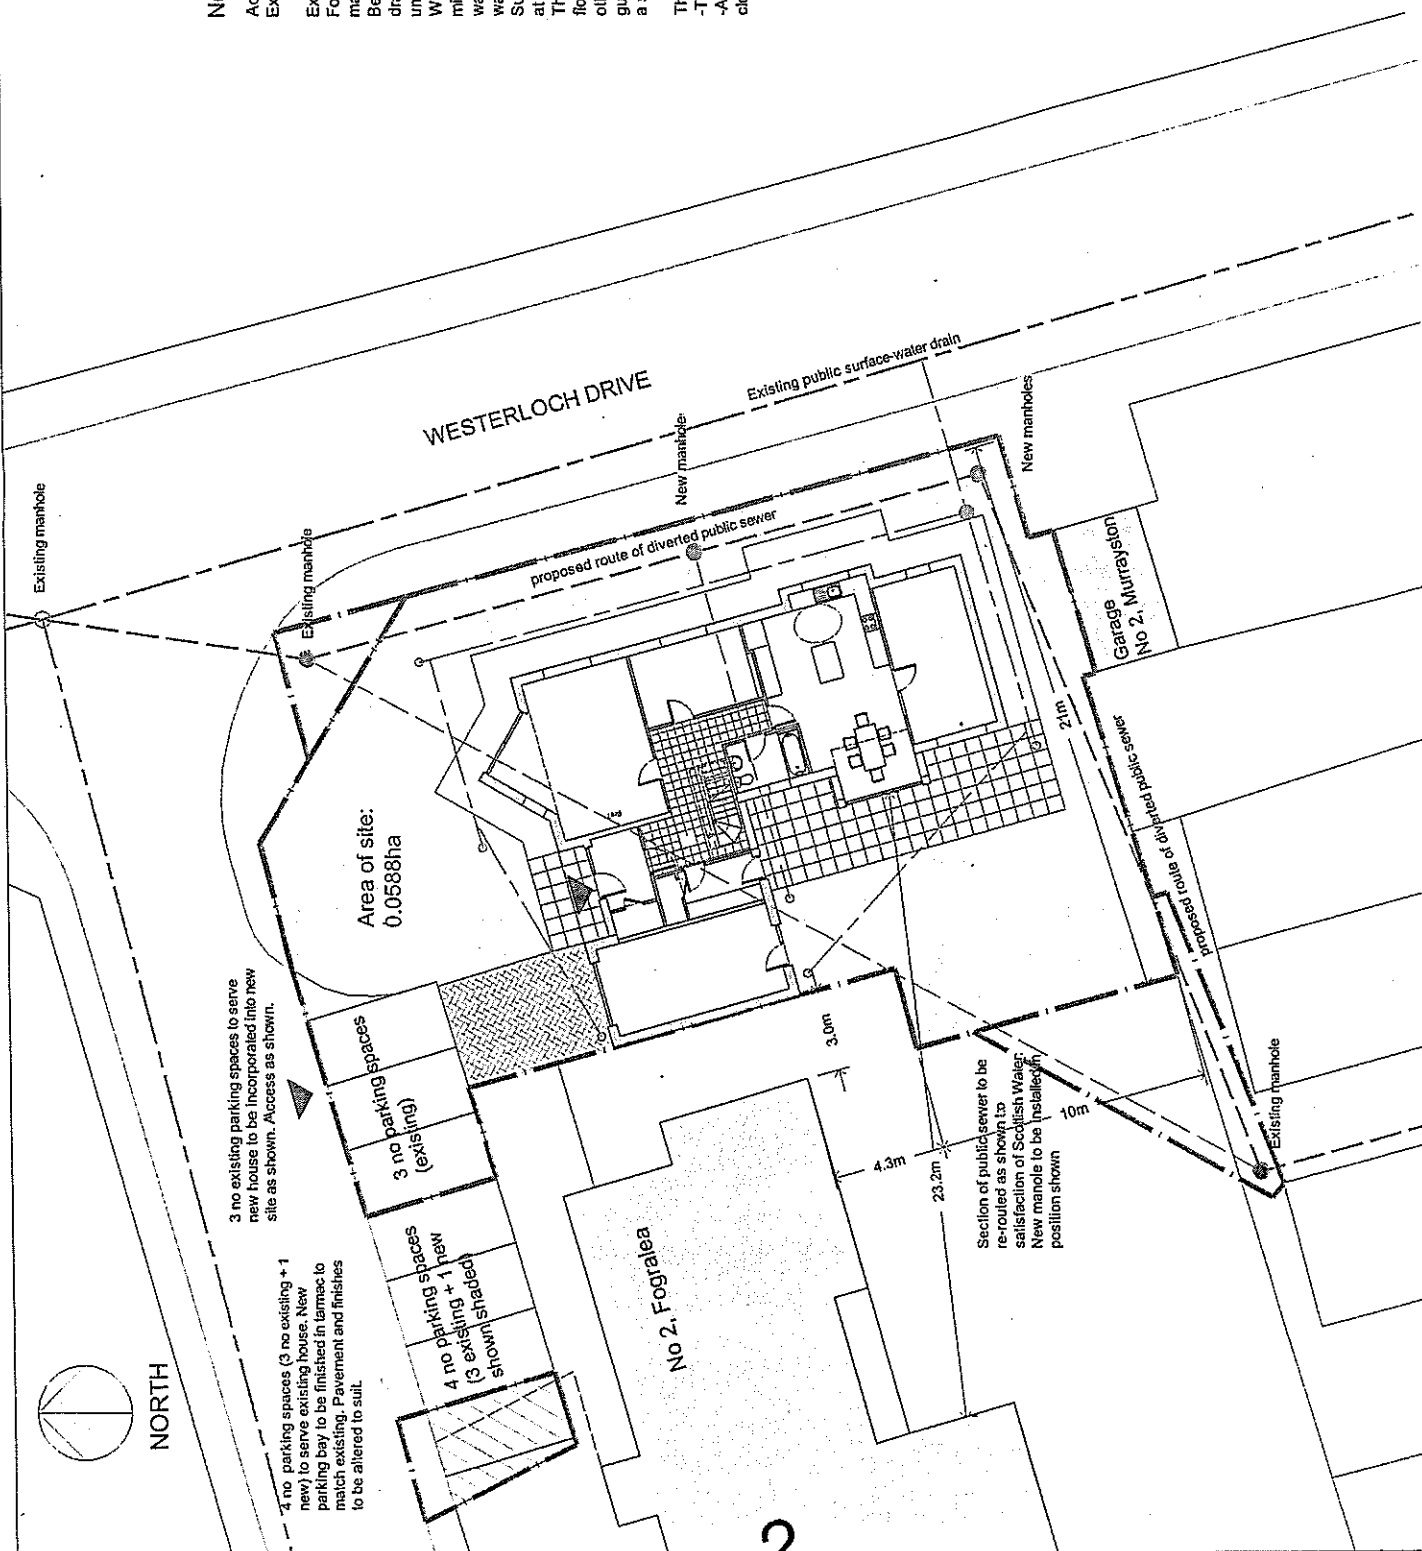 NORTH
4 no parking spaces (3 no existing + 1
new) to serve existing house. New
parking bay to be finished in tarmac to
match existing. Pavement and finishes
to be altered to suit.
3 no existing parking spaces to serve
new house to be incorporated into new
site as shown. Access as shown.
Existing manhole
Existing manhole
4 no parking spaces
(3 existing + 1 new
(3 existing shaded)
shown
3 no parking spaces
(existing)
Area of site:
0.0588ha
WESTERLOCH DRIVE
New manhole
Existing public surface-water drain
proposed route of diverted public sewer
New manholes
No 2, Fogralea
4.3m
3.0m
23.2m
10m
21m
Section of public sewer to be
re-routed as shown to
satisfaction of Scottish Water.
New manole to be installed in
position shown
proposed route of diverted public sewer
Garage
No 2, Murrayston
Existing manhole
2